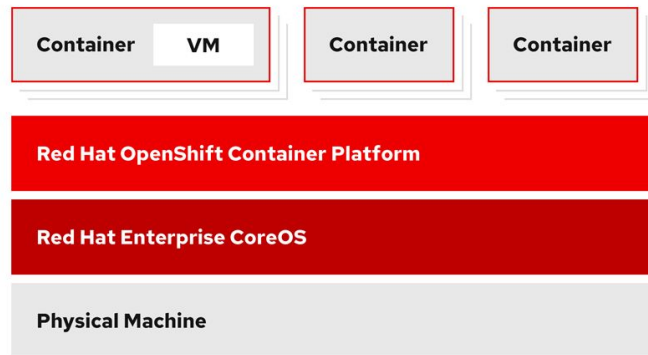 Container VM Container Container
Red Hat OpenShift Container Platform
Red Hat Enterprise CoreOS
Physical Machine